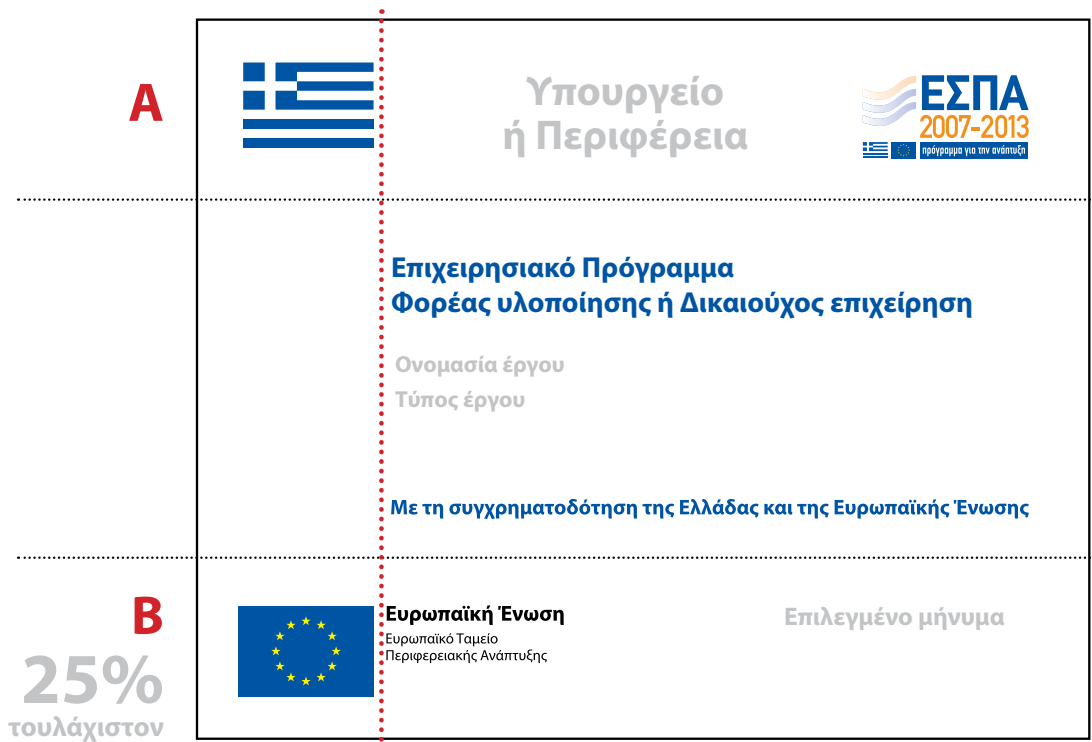 A
Υπουργείο
ή Περιφέρεια
ΕΣΠΑ
2007-2013
πρόγραμμα για την ανάπτυξη
Επιχειρησιακό Πρόγραμμα
Φορέας υλοποίησης ή Δικαιούχος επιχείρηση
Ονομασία έργου
Τύπος έργου
Με τη συγχρηματοδότηση της Ελλάδας και της Ευρωπαϊκής Ένωσης
B
25%
τουλάχιστον
Ευρωπαϊκή Ένωση
Ευρωπαϊκό Ταμείο
Περιφερειακής Ανάπτυξης
Επιλεγμένο μήνυμα